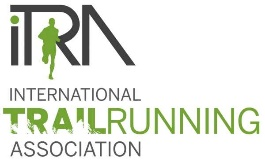 iTRA
INTERNATIONAL
TRAILRUNNING
ASSOCIATION